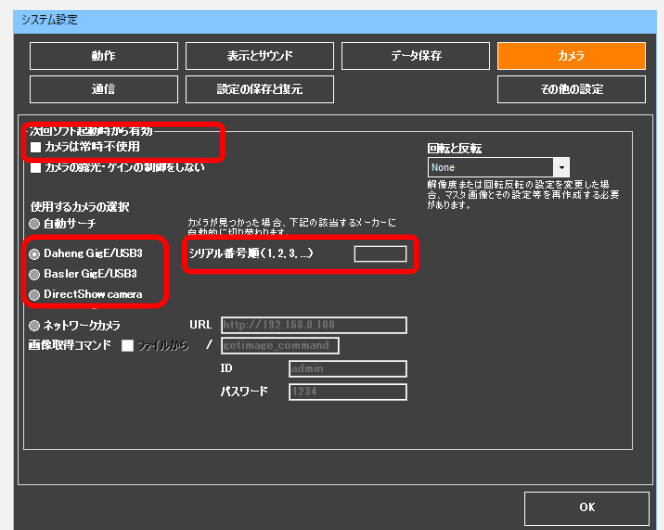 システム設定
動作
表示とサウンド
データ保存
カメラ
通信
設定の保存と復元
その他の設定
次回ソフト起動時から有効
カメラは常時不使用
カメラの露光・ゲインの制御をしない
回転と反転
None
解像度または回転反転の設定を変更した場
合、マスタ画像とその設定等を再作成する必要
があります。
使用するカメラの選択
自動サーチ
カメラが見つかった場合、下記の該当するメーカーに
自動的に切り替わります。
Daheng GigE/USB3
シリアル番号順(1, 2, 3, ...)
Basler GigE/USB3
DirectShow camera
ネットワークカメラ URL http://192.168.0.100
画像取得コマンド ファイルから / getimage_command
ID admin
パスワード 1234
OK